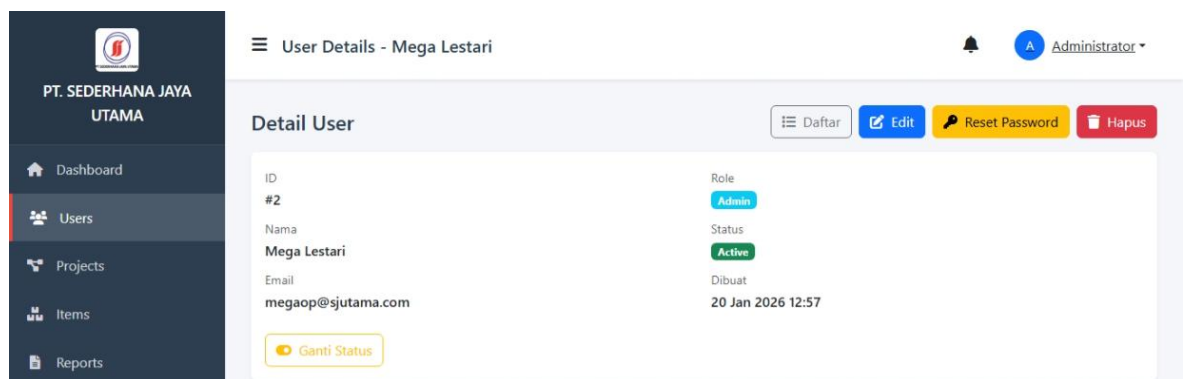 PT. SEDERHANA JAYA
UTAMA
Dashboard
Users
Projects
Items
Reports
User Details - Mega Lestari
A Administrator
Detail User
Daftar Edit Reset Password Hapus
ID
#2
Nama
Mega Lestari
Email
megaop@sjutama.com
Role
Admin
Status
Active
Dibuat
20 Jan 2026 12:57
Ganti Status